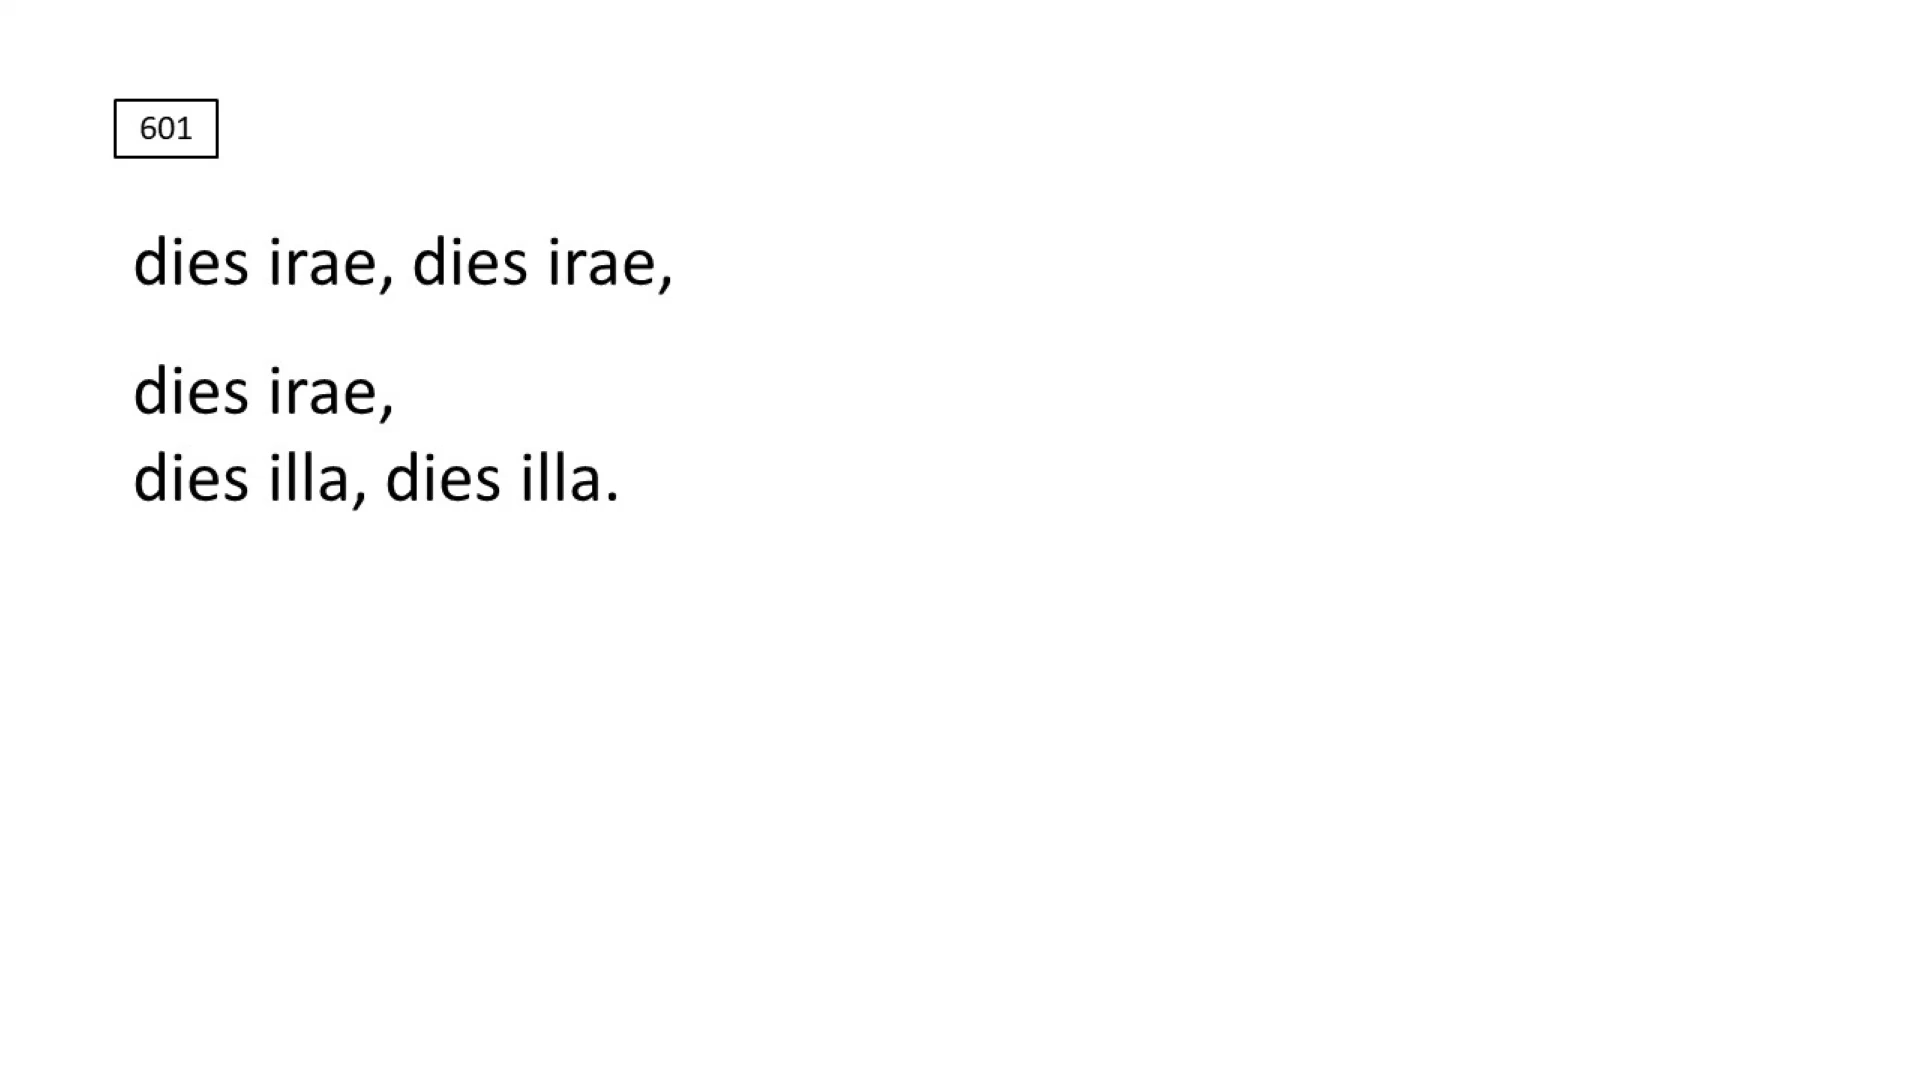 601
dies irae, dies irae,
dies irae,
dies illa, dies illa.